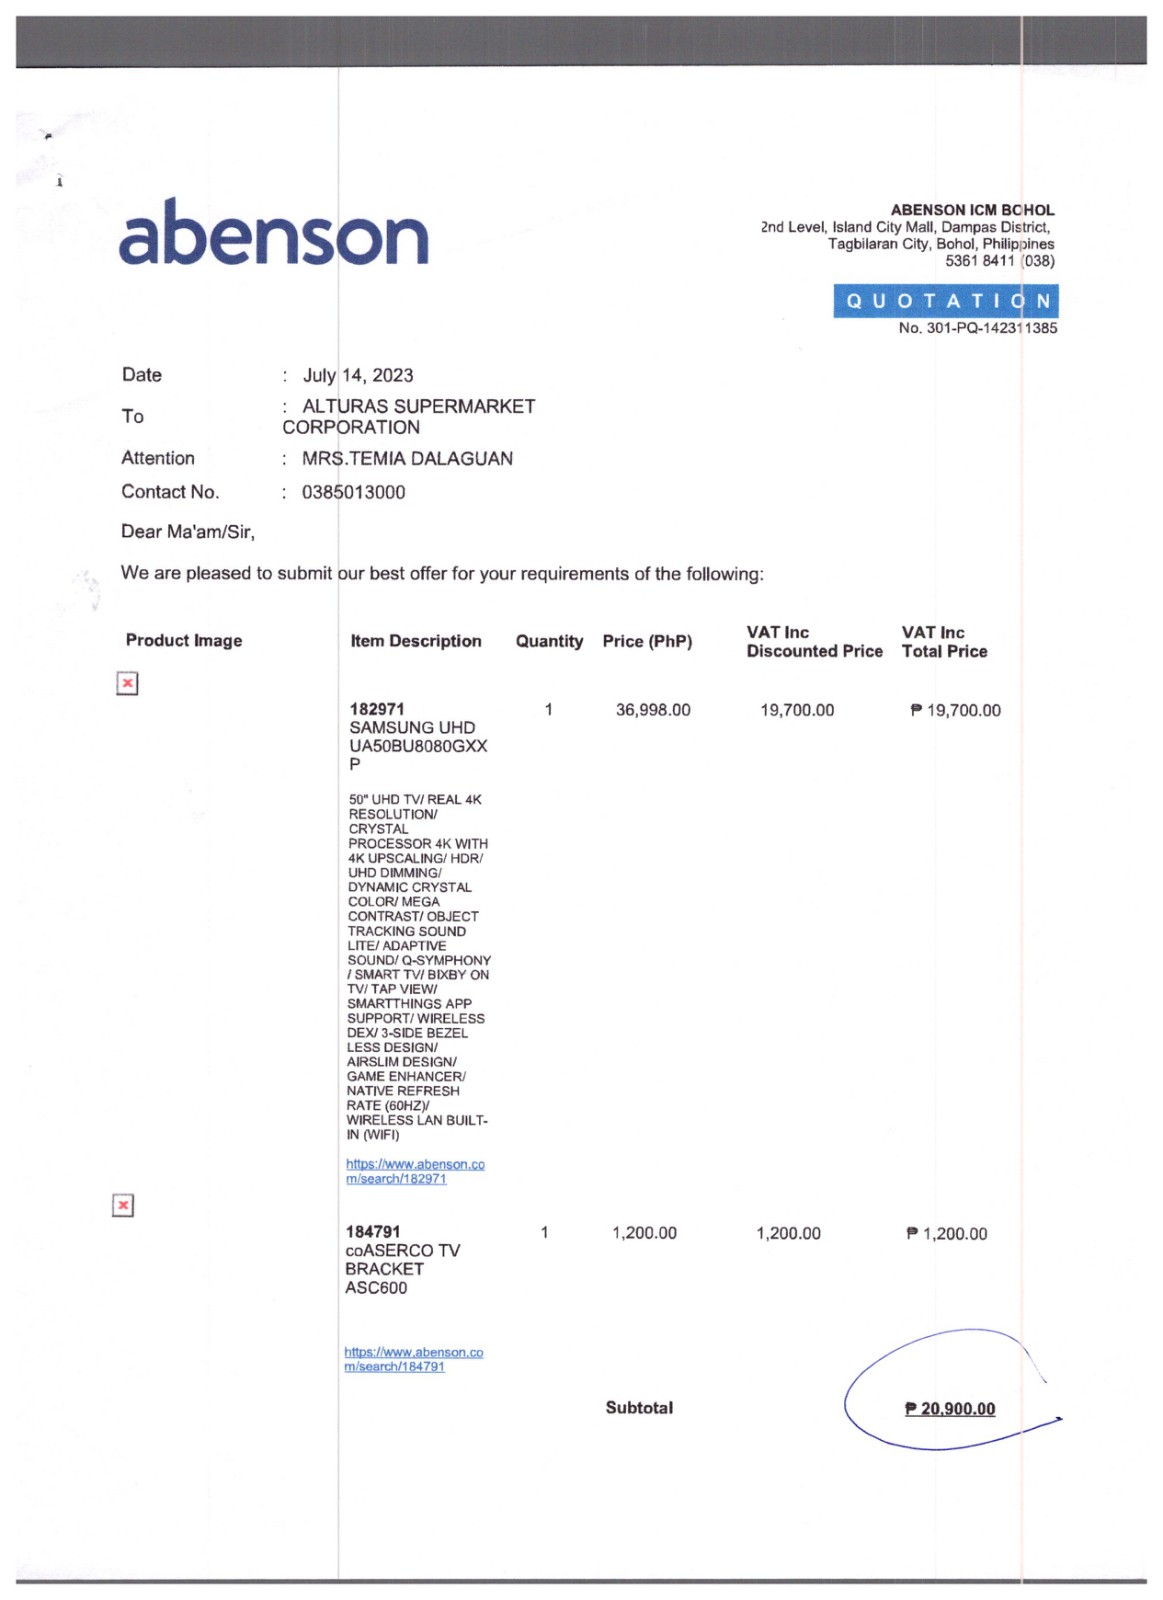 abenson
ABENSON ICM BOHOL
2nd Level, Island City Mall, Dampas District,
Tagbilaran City, Bohol, Philippines
5361 8411 (038)
QUOTATION
No. 301-PQ-142311385
Date : July 14, 2023
To : ALTURAS SUPERMARKET
CORPORATION
Attention : MRS.TEMIA DALAGUAN
Contact No. : 0385013000
Dear Ma'am/Sir,
We are pleased to submit our best offer for your requirements of the following:
Product Image Item Description Quantity Price (PhP) VAT Inc Discounted Price VAT Inc Total Price
182971 1 36,998.00 19,700.00 ₱ 19,700.00
SAMSUNG UHD
UA50BU8080GXX
P
50" UHD TV/ REAL 4K
RESOLUTION/
CRYSTAL
PROCESSOR 4K WITH
4K UPSCALING/ HDR/
UHD DIMMING/
DYNAMIC CRYSTAL
COLOR/ MEGA
CONTRAST/ OBJECT
TRACKING SOUND
LITE/ ADAPTIVE
SOUND/ Q-SYMPHONY
/ SMART TV/ BIXBY ON
TV/ TAP VIEW/
SMARTTHINGS APP
SUPPORT/ WIRELESS
DEX/ 3-SIDE BEZEL
LESS DESIGN/
AIRSLIM DESIGN/
GAME ENHANCER/
NATIVE REFRESH
RATE (60HZ)/
WIRELESS LAN BUILT-
IN (WIFI)
https://www.abenson.co
m/search/182971
184791 1 1,200.00 1,200.00 ₱ 1,200.00
coASERCO TV
BRACKET
ASC600
https://www.abenson.co
m/search/184791
Subtotal ₱ 20,900.00